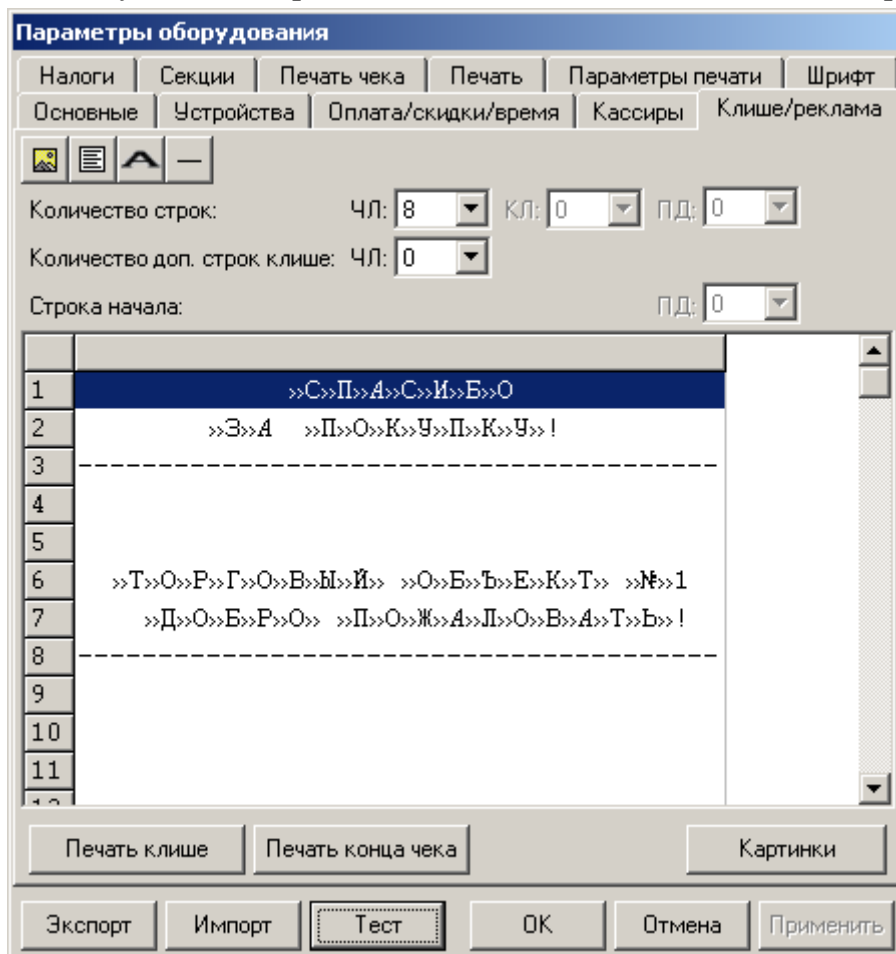 Параметры оборудования
Налоги Секции Печать чека Печать Параметры печати Шрифт
Основные Устройства Оплата/скидки/время Кассиры Клише/реклама
Количество строк: ЧЛ: 8 КЛ: 0 ПД: 0
Количество доп. строк клише: ЧЛ: 0
Строка начала: ПД: 0
1 »С»П»А»С»И»Б»О
2 »З»А »П»О»К»У»П»К»У»!
3 ----------------------------------------
4
5
6 »Т»О»Р»Г»О»В»Ы»Й» »О»Б»Ъ»Е»К»Т» »№»1
7 »Д»О»Б»Р»О» »П»О»Ж»А»Л»О»В»А»Т»Ь»!
8 ----------------------------------------
9
10
11
Печать клише Печать конца чека Картинки
Экспорт Импорт Тест ОК Отмена Применить